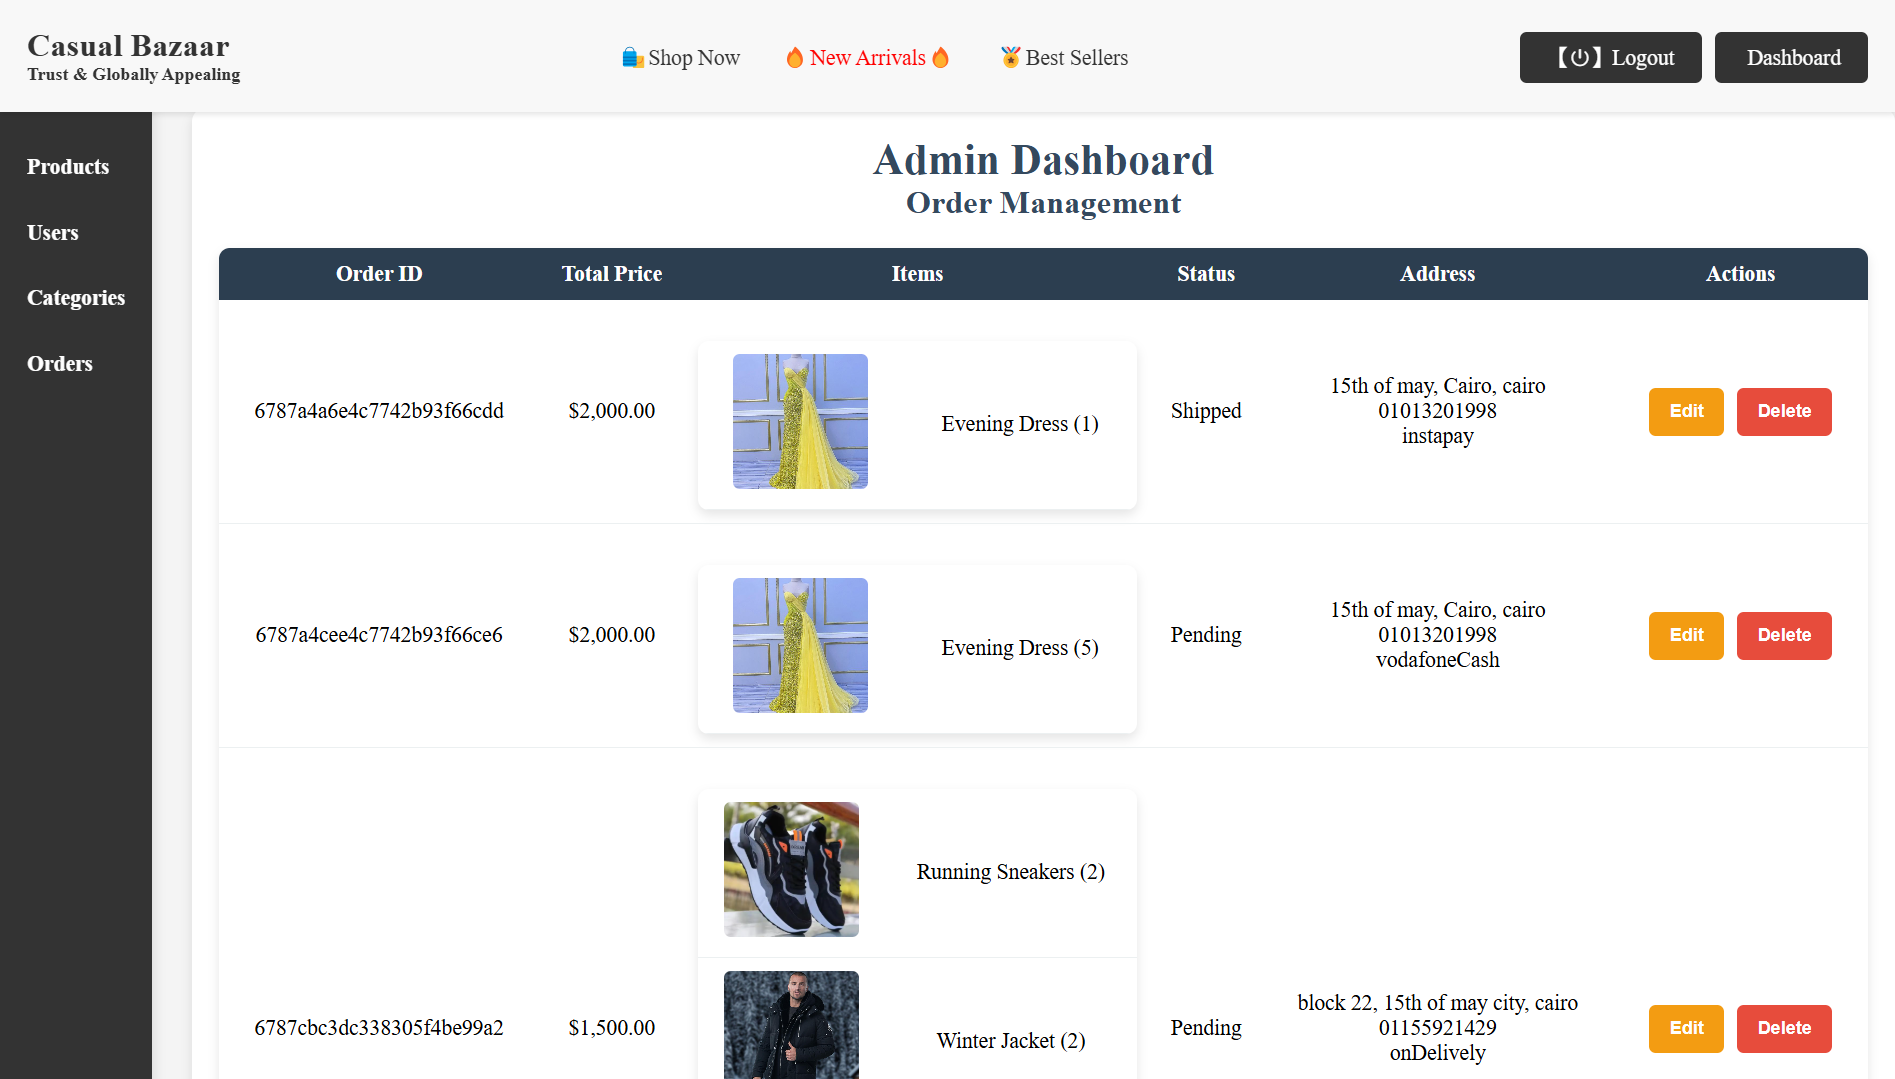 Casual Bazaar
Trust & Globally Appealing
🛍️ Shop Now
🔥 New Arrivals 🔥
🏅 Best Sellers
【⏻】Logout
Dashboard
Products
Users
Categories
Orders
Admin Dashboard
Order Management
Order ID Total Price Items Status Address Actions
6787a4a6e4c7742b93f66cdd
$2,000.00
Evening Dress (1)
Shipped
15th of may, Cairo, cairo
01013201998
instapay
Edit
Delete
6787a4cee4c7742b93f66ce6
$2,000.00
Evening Dress (5)
Pending
15th of may, Cairo, cairo
01013201998
vodafoneCash
Edit
Delete
6787cbc3dc338305f4be99a2
$1,500.00
Running Sneakers (2)
Winter Jacket (2)
Pending
block 22, 15th of may city, cairo
01155921429
onDelively
Edit
Delete